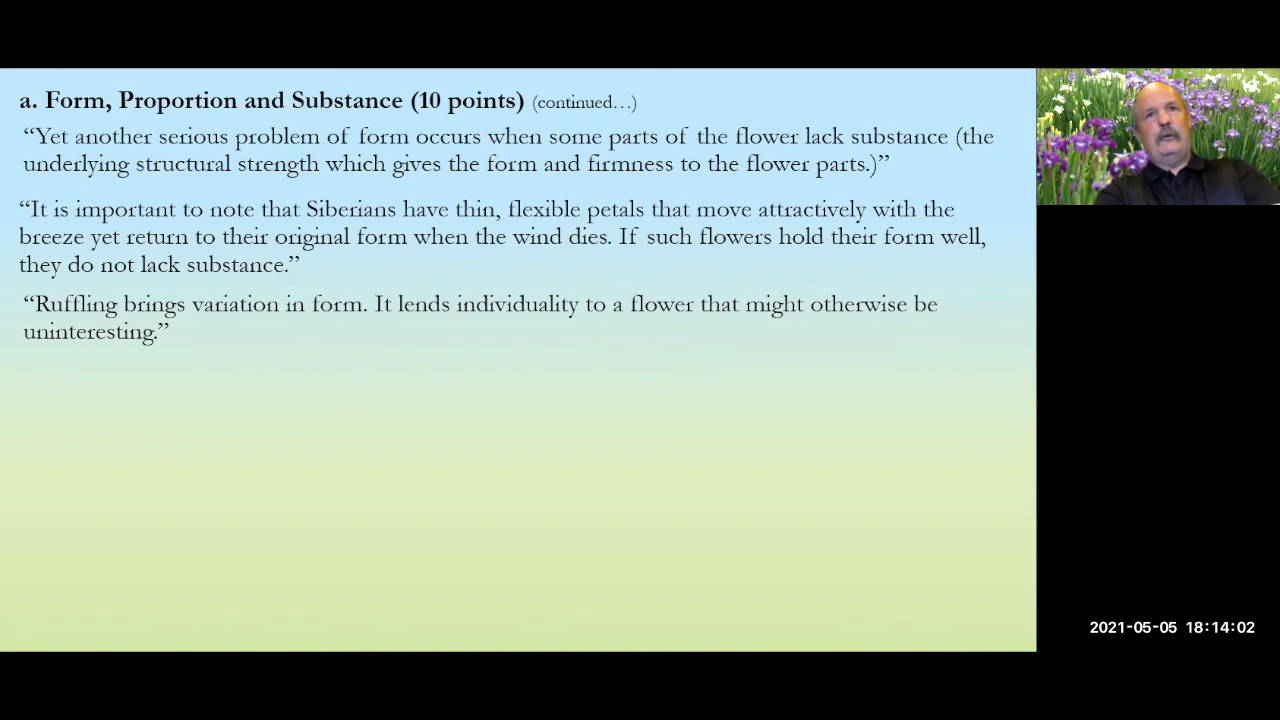 a. Form, Proportion and Substance (10 points) (continued…)
“Yet another serious problem of form occurs when some parts of the flower lack substance (the
underlying structural strength which gives the form and firmness to the flower parts.)”
“It is important to note that Siberians have thin, flexible petals that move attractively with the
breeze yet return to their original form when the wind dies. If such flowers hold their form well,
they do not lack substance.”
“Ruffling brings variation in form. It lends individuality to a flower that might otherwise be
uninteresting.”
2021-05-05 18:14:02